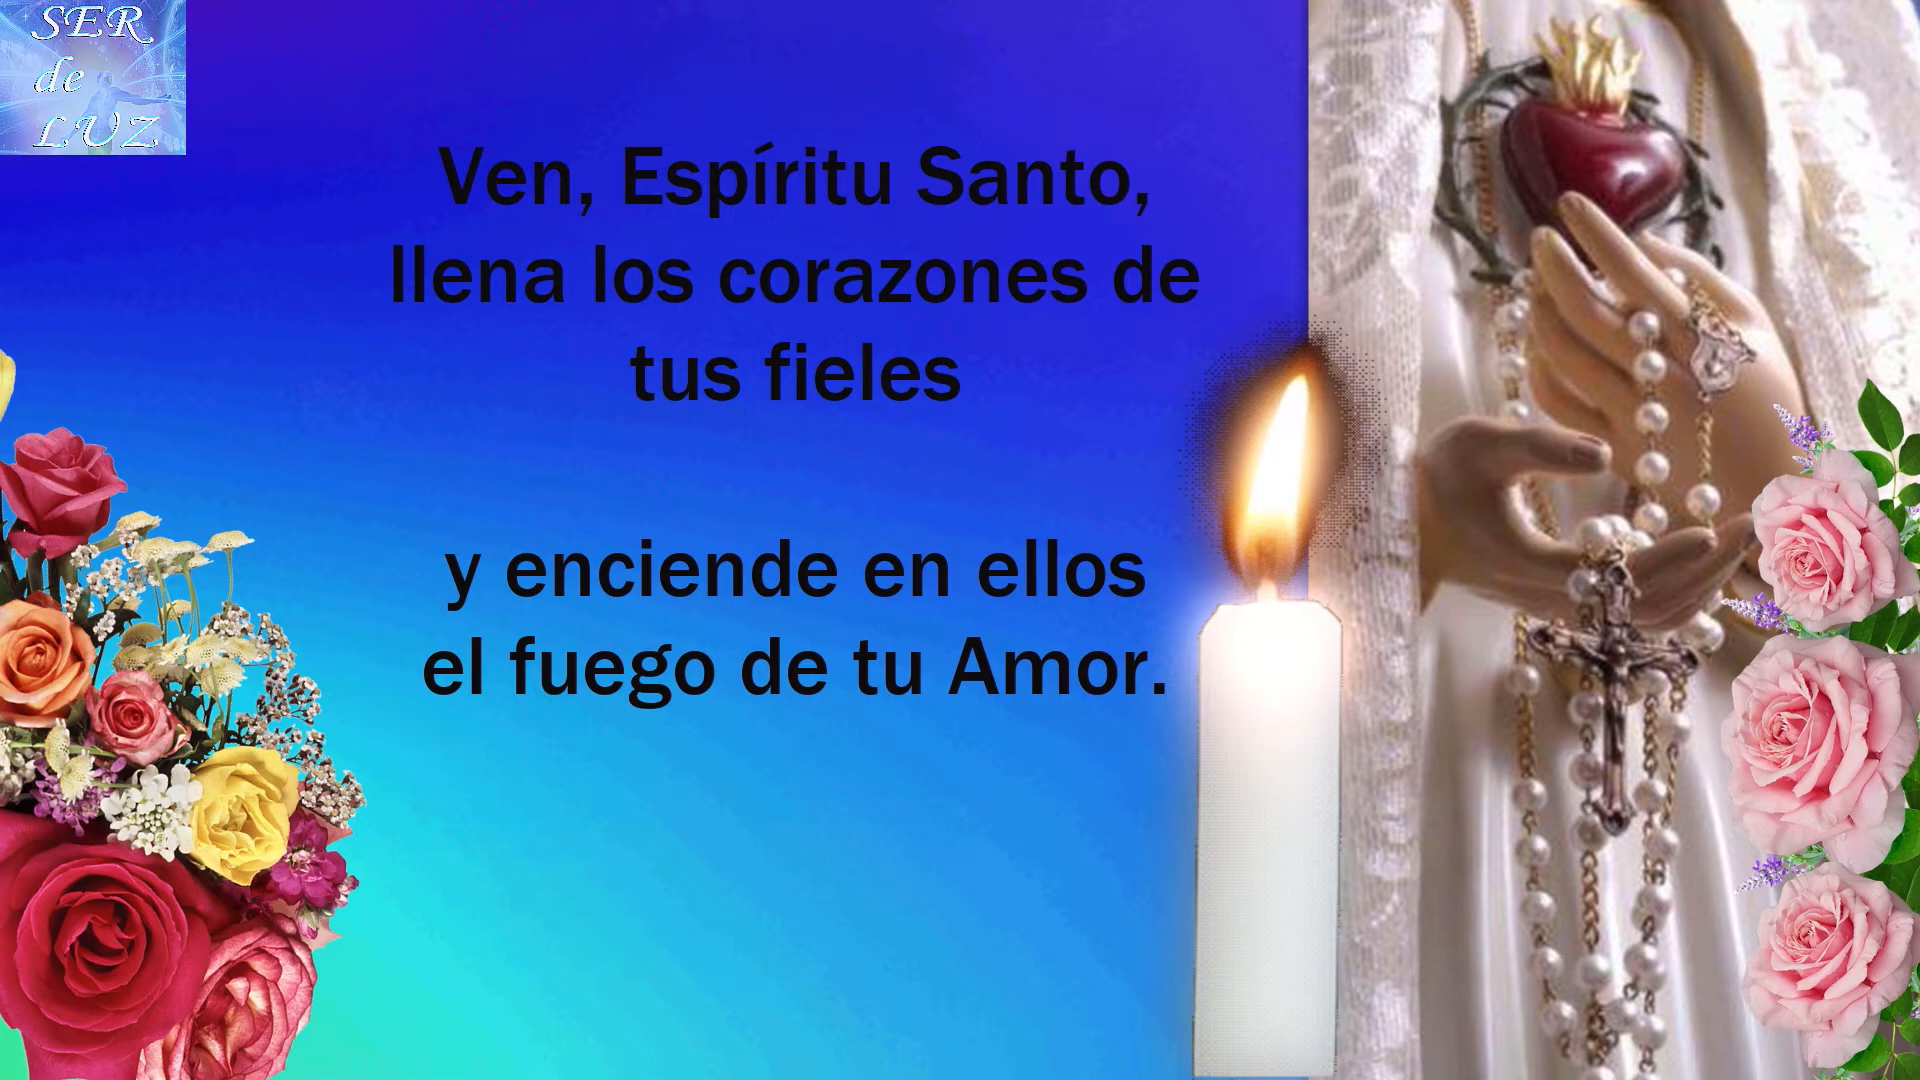 SER
de
LUZ
Ven, Espíritu Santo,
llena los corazones de
tus fieles
y enciende en ellos
el fuego de tu Amor.